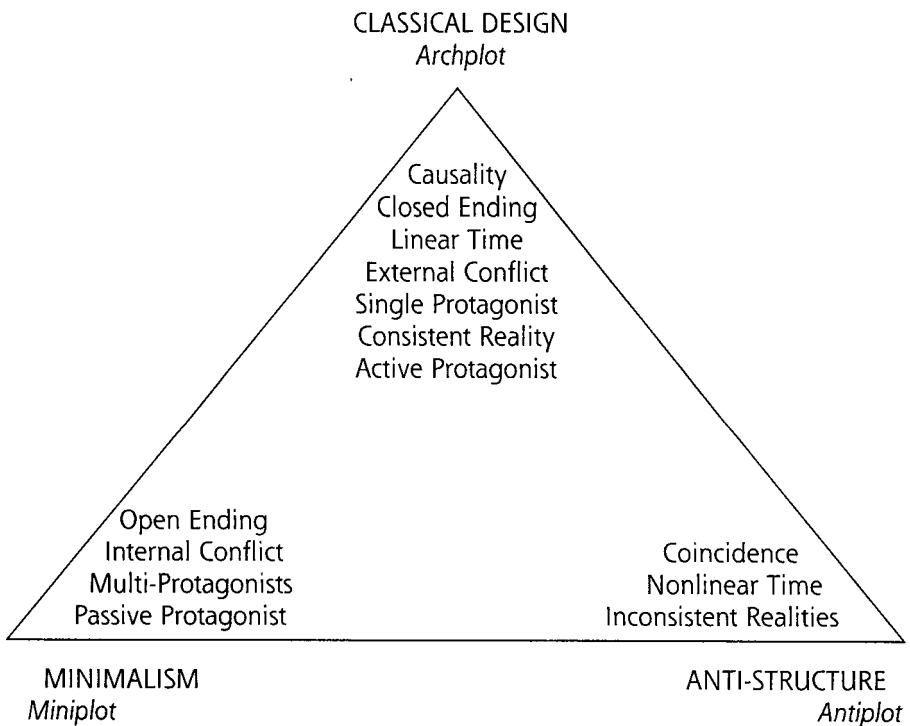 CLASSICAL DESIGN
Archplot
Causality
Closed Ending
Linear Time
External Conflict
Single Protagonist
Consistent Reality
Active Protagonist
Open Ending
Internal Conflict
Multi-Protagonists
Passive Protagonist
Coincidence
Nonlinear Time
Inconsistent Realities
MINIMALISM
Miniplot
ANTI-STRUCTURE
Antiplot